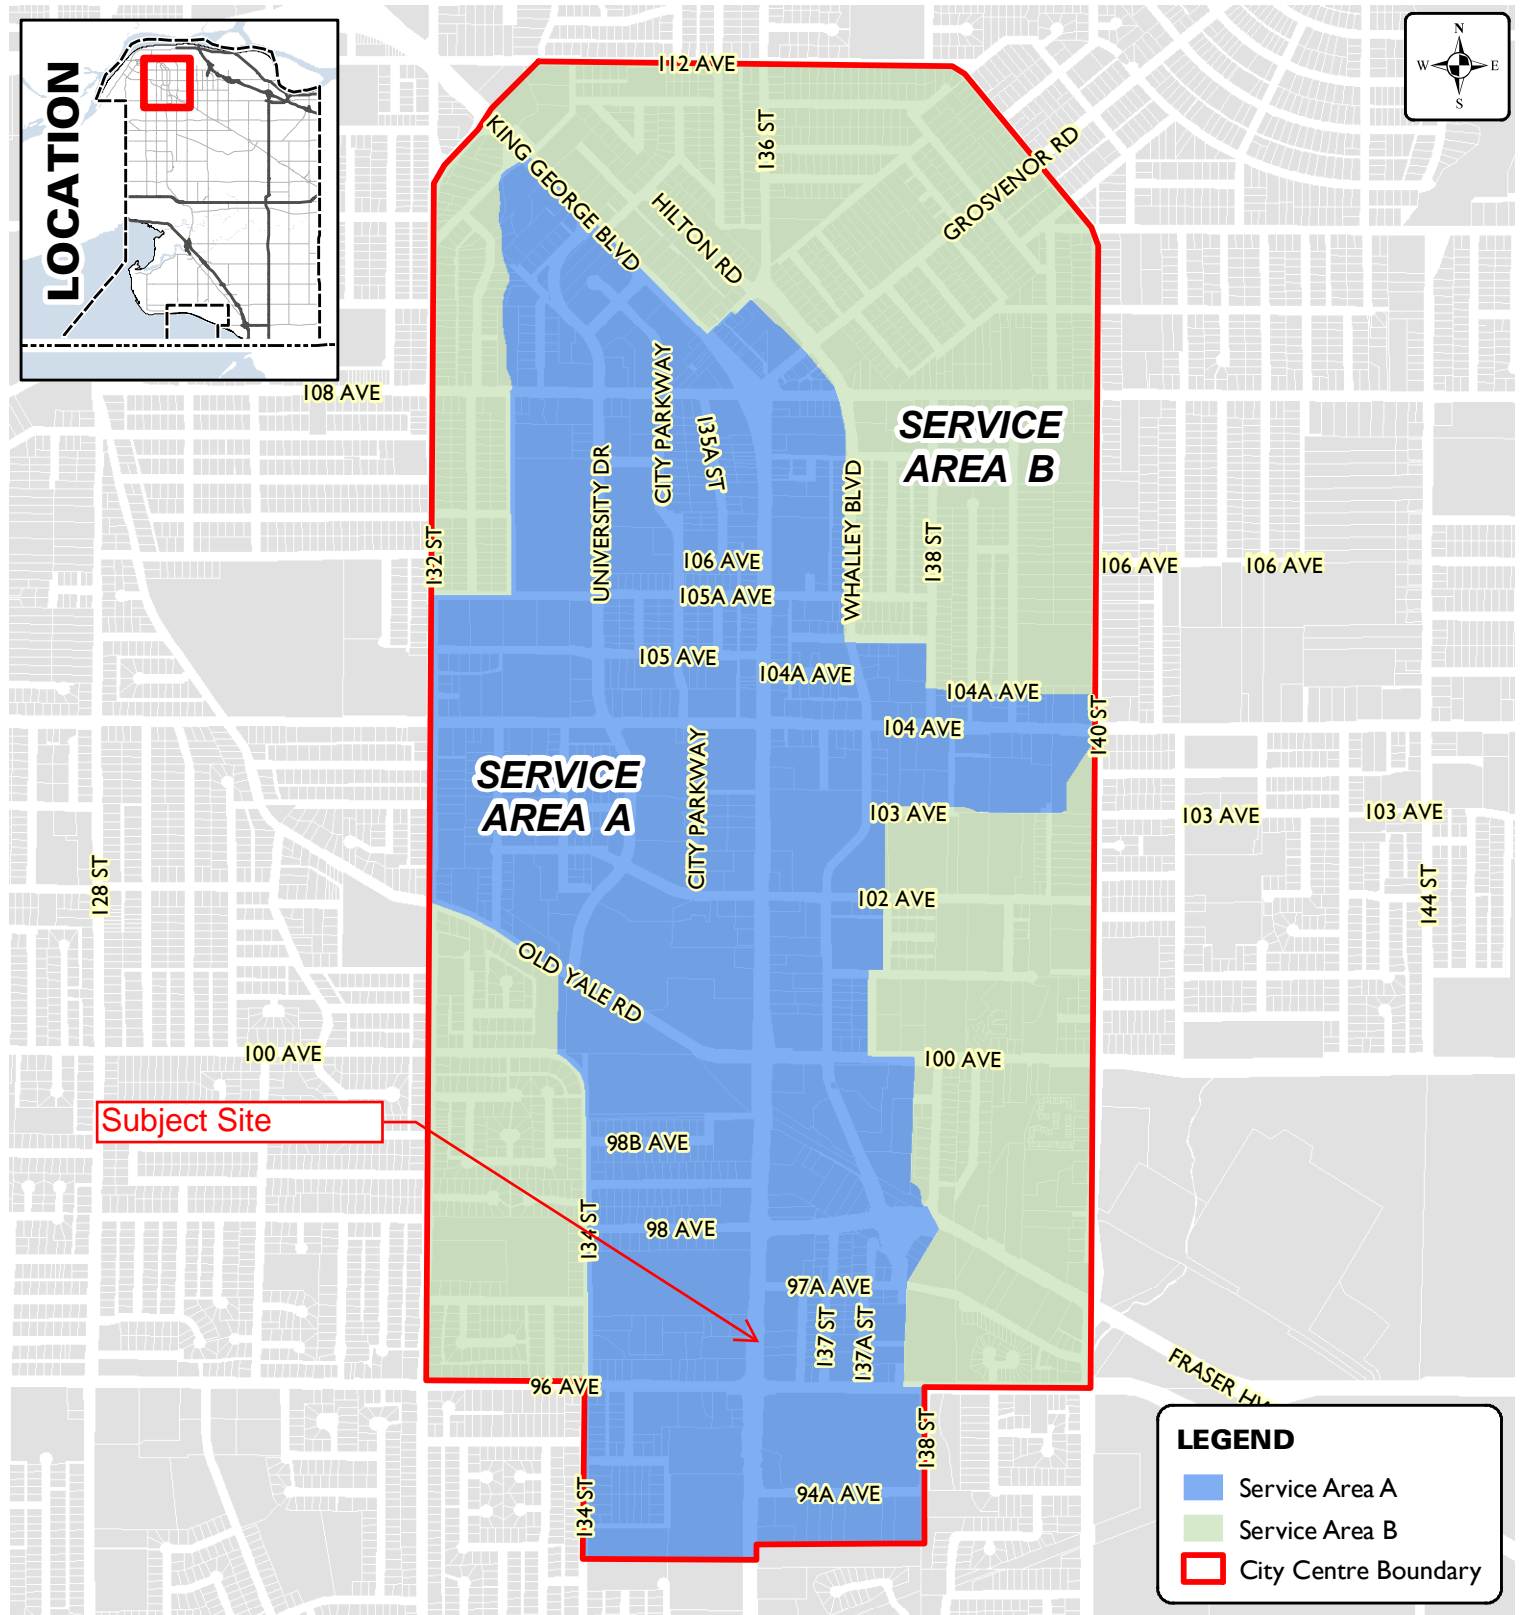 LOCATION
N
W
E
S
112 AVE
136 ST
KING GEORGE BLVD
HILTON RD
GROSVENOR RD
108 AVE
CITY PARKWAY
135A ST
UNIVERSITY DR
WHALLEY BLVD
SERVICE
AREA B
132 ST
138 ST
106 AVE
106 AVE
106 AVE
105A AVE
105 AVE
104A AVE
104A AVE
104 AVE
140 ST
CITY PARKWAY
SERVICE
AREA A
103 AVE
103 AVE
103 AVE
128 ST
102 AVE
144 ST
OLD YALE RD
100 AVE
100 AVE
Subject Site
98B AVE
134 ST
98 AVE
97A AVE
137 ST
137A ST
96 AVE
FRASER
138 ST
134 ST
94A AVE
LEGEND
Service Area A
Service Area B
City Centre Boundary